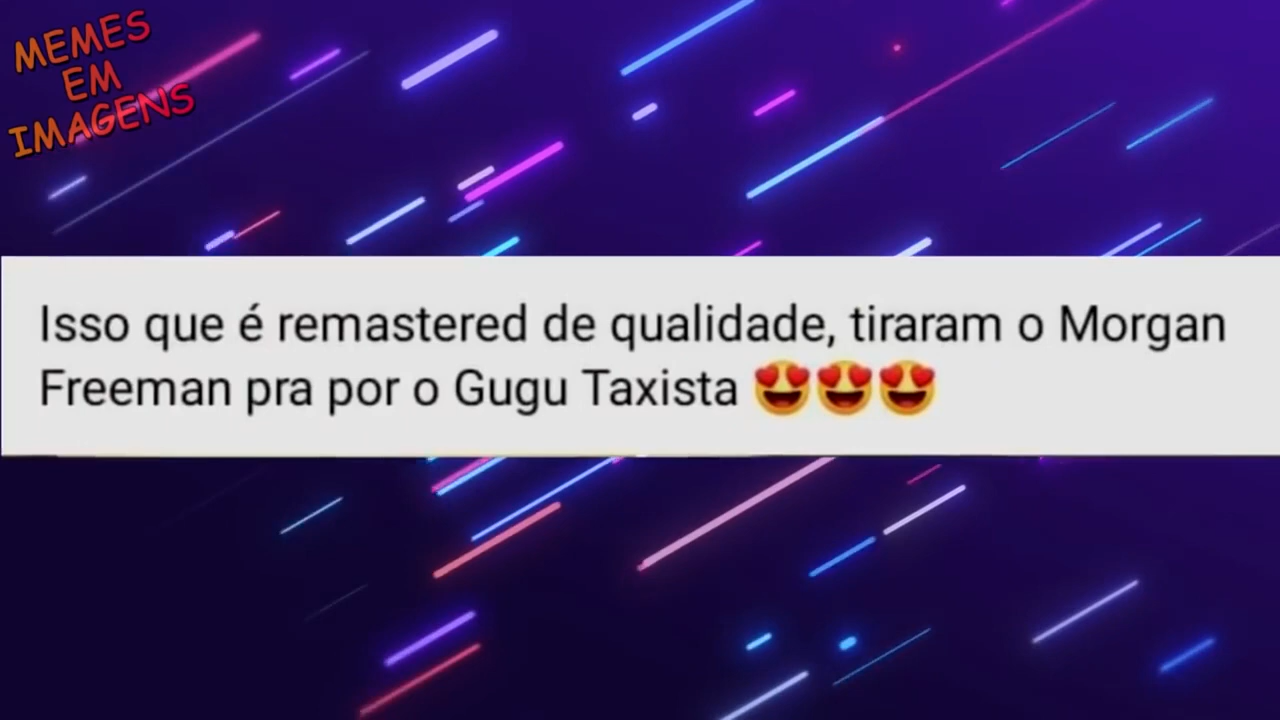 MEMES
EM
IMAGENS
Isso que é remastered de qualidade, tiraram o Morgan
Freeman pra por o Gugu Taxista 😍😍😍